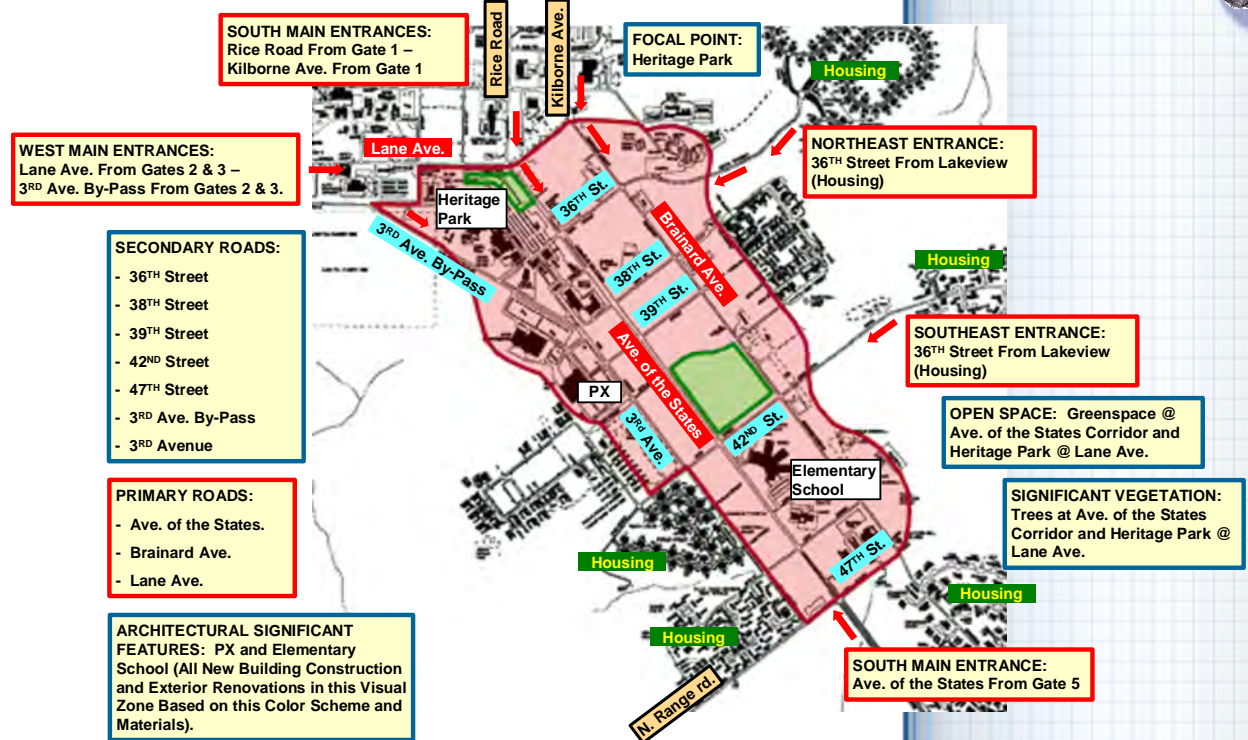 SOUTH MAIN ENTRANCES:
Rice Road From Gate 1 –
Kilborne Ave. From Gate 1
Rice Road
Kilborne Ave.
FOCAL POINT:
Heritage Park
Housing
WEST MAIN ENTRANCES:
Lane Ave. From Gates 2 & 3 –
3RD Ave. By-Pass From Gates 2 & 3.
Lane Ave.
NORTHEAST ENTRANCE:
36TH Street From Lakeview
(Housing)
Heritage
Park
36TH St.
Brainard Ave.
3RD Ave. By-Pass
38TH St.
39TH St.
Housing
SECONDARY ROADS:
- 36TH Street
- 38TH Street
- 39TH Street
- 42ND Street
- 47TH Street
- 3RD Ave. By-Pass
- 3RD Avenue
SOUTHEAST ENTRANCE:
36TH Street From Lakeview
(Housing)
Ave. of the States
PX
3Rd Ave.
42ND St.
OPEN SPACE: Greenspace @
Ave. of the States Corridor and
Heritage Park @ Lane Ave.
Elementary
School
PRIMARY ROADS:
- Ave. of the States.
- Brainard Ave.
- Lane Ave.
SIGNIFICANT VEGETATION:
Trees at Ave. of the States
Corridor and Heritage Park @
Lane Ave.
47TH St.
Housing
Housing
Housing
ARCHITECTURAL SIGNIFICANT
FEATURES: PX and Elementary
School (All New Building Construction
and Exterior Renovations in this Visual
Zone Based on this Color Scheme and
Materials).
SOUTH MAIN ENTRANCE:
Ave. of the States From Gate 5
N. Range rd.